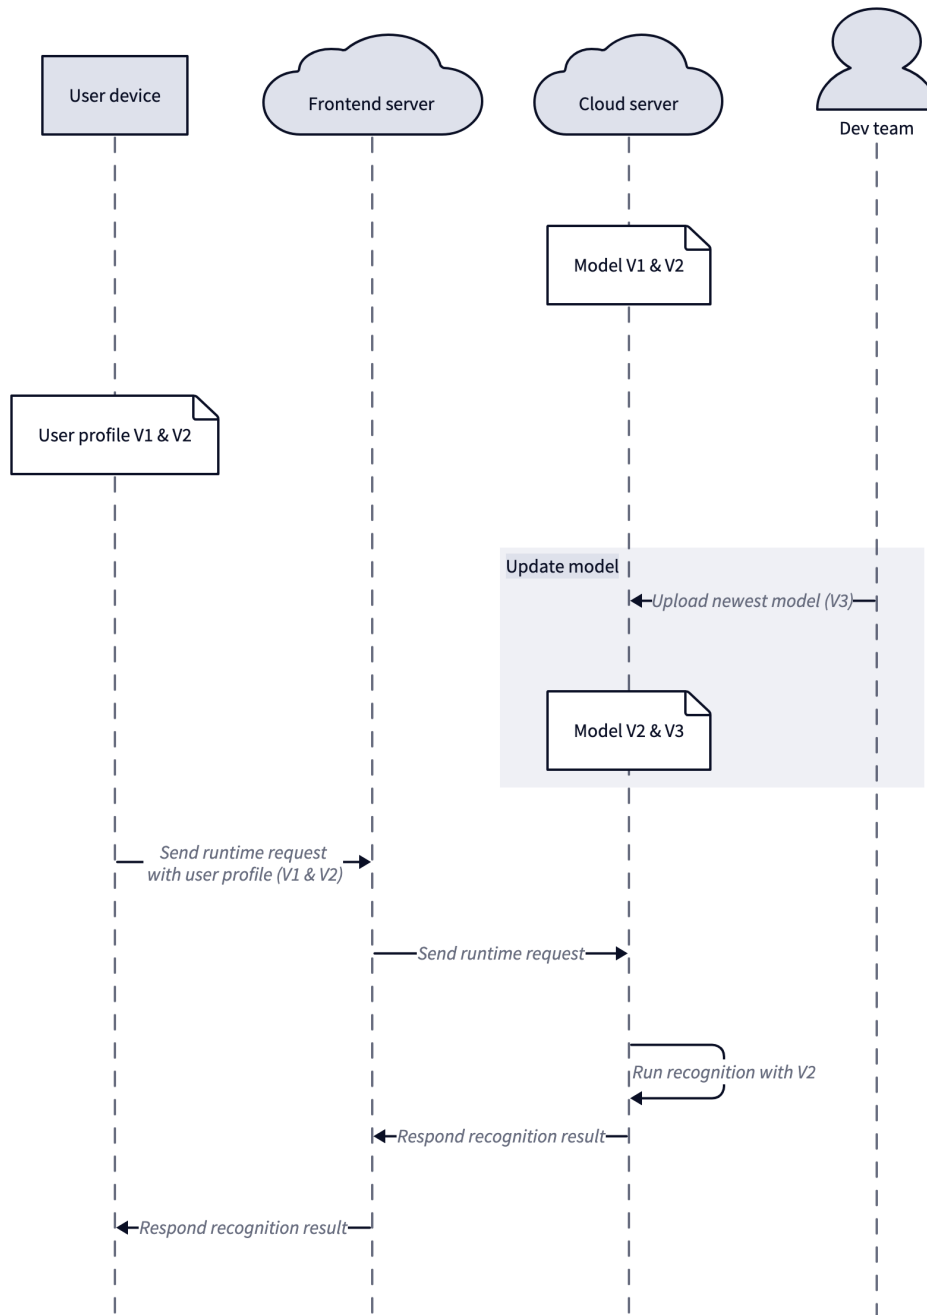 User device
Frontend server
Cloud server
Dev team
Model V1 & V2
User profile V1 & V2
Update model
Upload newest model (V3)
Model V2 & V3
Send runtime request
with user profile (V1 & V2)
Send runtime request
Run recognition with V2
Respond recognition result
Respond recognition result